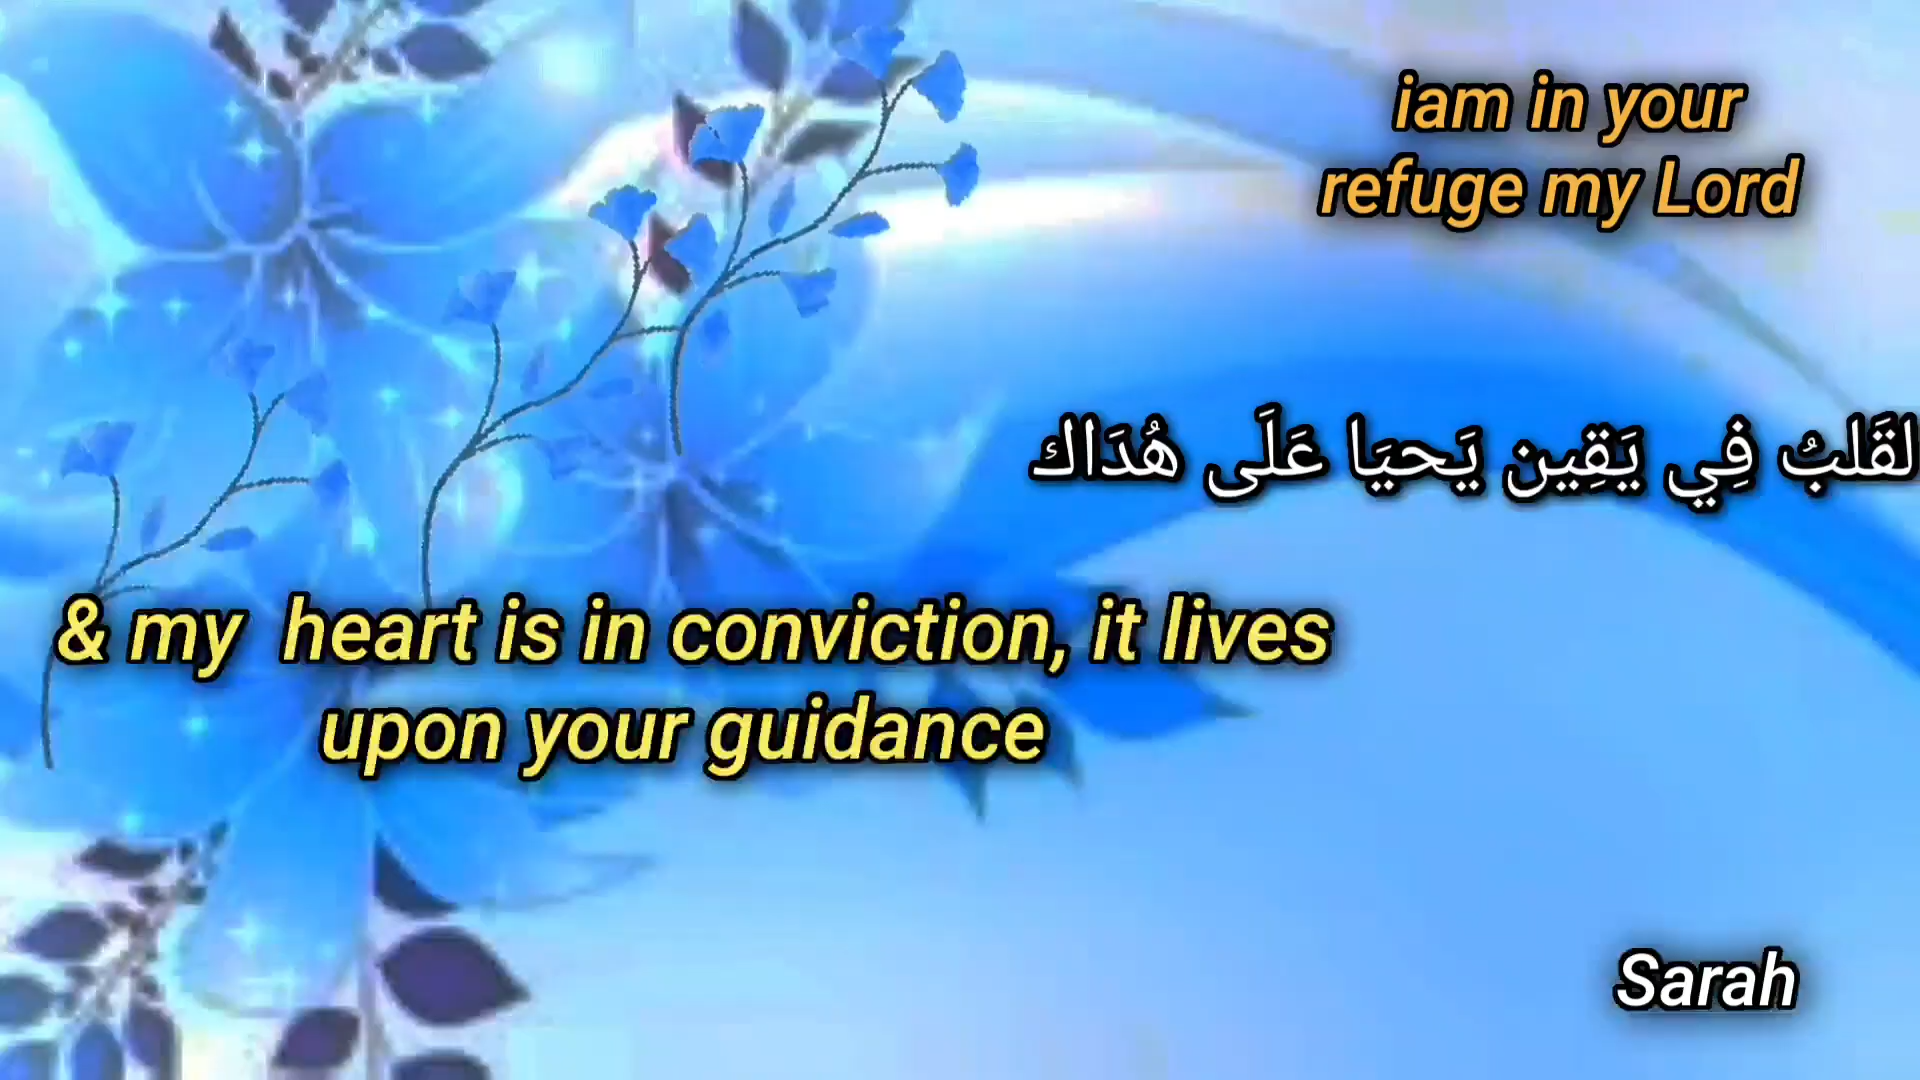 iam in your
refuge my Lord
لقَلبُ فِي يَقِين يَحيَا عَلَى هُدَاك
& my  heart is in conviction, it lives
upon your guidance
Sarah